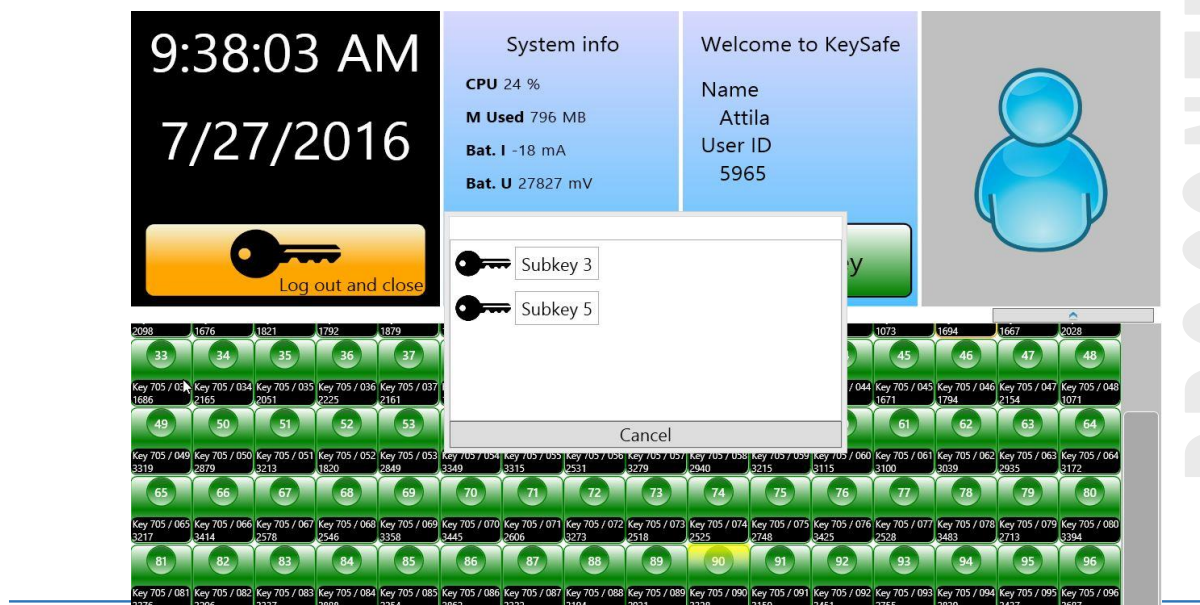 9:38:03 AM
7/27/2016
Log out and close
System info
CPU 24 %
M Used 796 MB
Bat. I -18 mA
Bat. U 27827 mV
Welcome to KeySafe
Name
Attila
User ID
5965
Subkey 3
Subkey 5
Cancel
2098 1676 1821 1792 1879 1073 1694 1667 2028
33 34 35 36 37 45 46 47 48
Key 705 / 03 Key 705 / 034 Key 705 / 035 Key 705 / 036 Key 705 / 037 / 044 Key 705 / 045 Key 705 / 046 Key 705 / 047 Key 705 / 048
1686 2165 2051 2225 2161 1671 1794 2154 1071
49 50 51 52 53 61 62 63 64
Key 705 / 049 Key 705 / 050 Key 705 / 051 Key 705 / 052 Key 705 / 053 Key 705 / 054 Key 705 / 055 Key 705 / 056 Key 705 / 057 Key 705 / 058 Key 705 / 059 Key 705 / 060 Key 705 / 061 Key 705 / 062 Key 705 / 063 Key 705 / 064
3319 2879 3213 1820 2849 3349 3315 2531 3279 2940 3215 3115 3100 3039 2935 3172
65 66 67 68 69 70 71 72 73 74 75 76 77 78 79 80
Key 705 / 065 Key 705 / 066 Key 705 / 067 Key 705 / 068 Key 705 / 069 Key 705 / 070 Key 705 / 071 Key 705 / 072 Key 705 / 073 Key 705 / 074 Key 705 / 075 Key 705 / 076 Key 705 / 077 Key 705 / 078 Key 705 / 079 Key 705 / 080
3217 3414 2578 2546 3358 3445 2606 3273 2518 2525 2748 3425 2528 3483 2713 3394
81 82 83 84 85 86 87 88 89 90 91 92 93 94 95 96
Key 705 / 081 Key 705 / 082 Key 705 / 083 Key 705 / 084 Key 705 / 085 Key 705 / 086 Key 705 / 087 Key 705 / 088 Key 705 / 089 Key 705 / 090 Key 705 / 091 Key 705 / 092 Key 705 / 093 Key 705 / 094 Key 705 / 095 Key 705 / 096